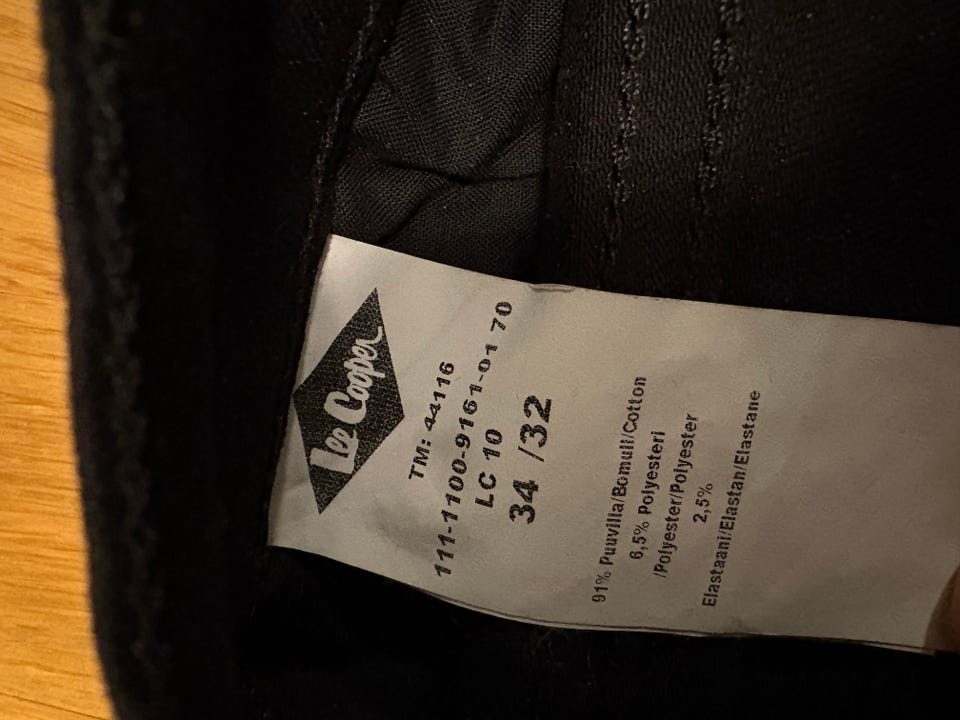 Lee Cooper
TM: 44116
111-1100-9161-01 70
LC 10
34 /32
91% Puuvilla/Bomull/Cotton
6,5% Polyesteri
/Polyester/Polyester
2,5%
Elastaani/Elastan/Elastane